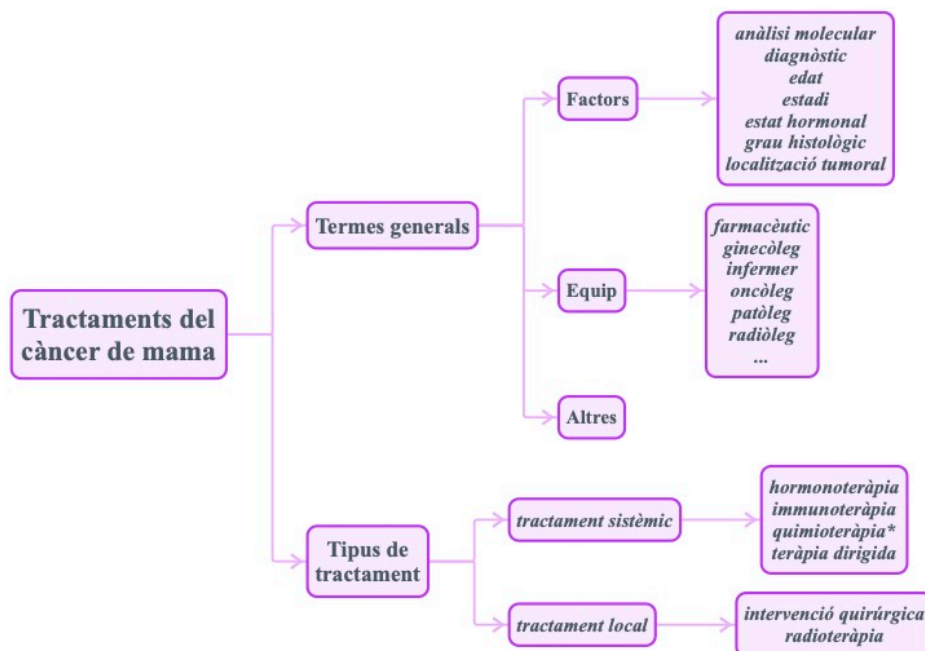 Tractaments del
càncer de mama
Termes generals
Factors
anàlisi molecular
diagnòstic
edat
estadi
estat hormonal
grau histològic
localització tumoral
Equip
farmacèutic
ginecòleg
infermer
oncòleg
patòleg
radiòleg
...
Altres
Tipus de
tractament
tractament sistèmic
hormonoteràpia
immunoteràpia
quimioteràpia*
teràpia dirigida
tractament local
intervenció quirúrgica
radioteràpia